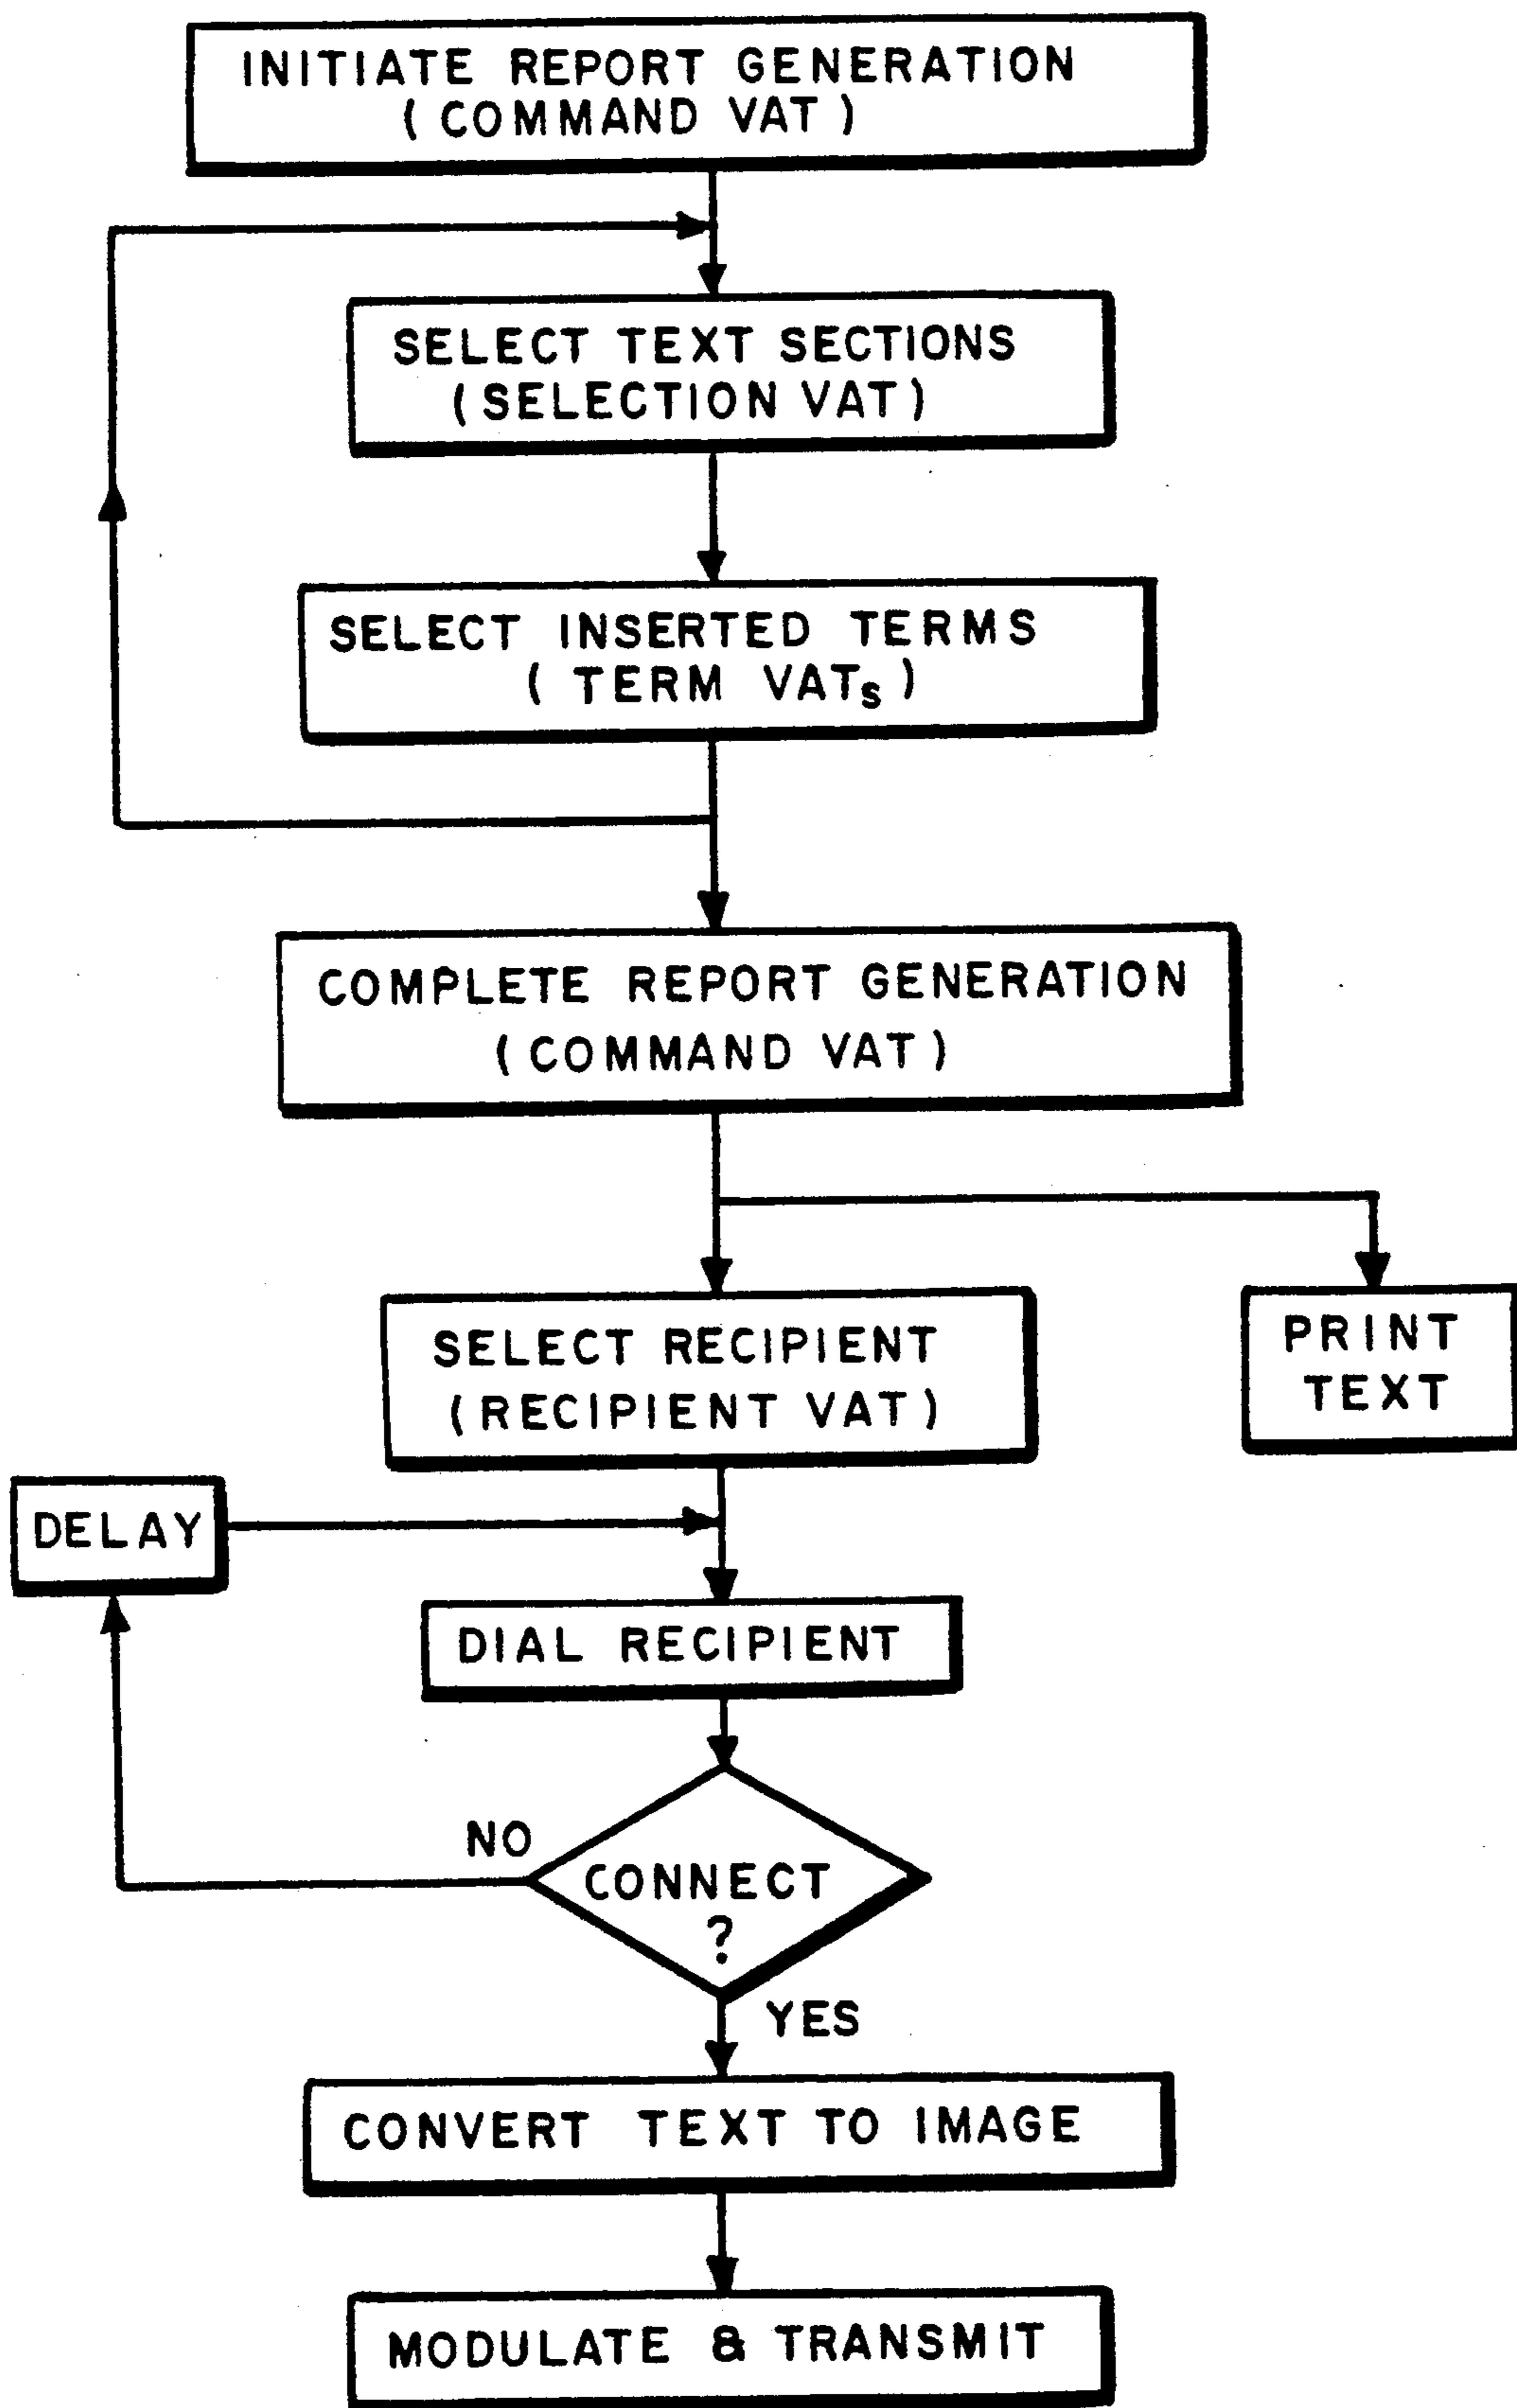 INITIATE REPORT GENERATION
( COMMAND VAT )
SELECT TEXT SECTIONS
( SELECTION VAT )
SELECT INSERTED TERMS
( TERM VATs )
COMPLETE REPORT GENERATION
( COMMAND VAT )
SELECT RECIPIENT
( RECIPIENT VAT )
PRINT
TEXT
DELAY
DIAL RECIPIENT
NO
CONNECT
?
YES
CONVERT TEXT TO IMAGE
MODULATE & TRANSMIT